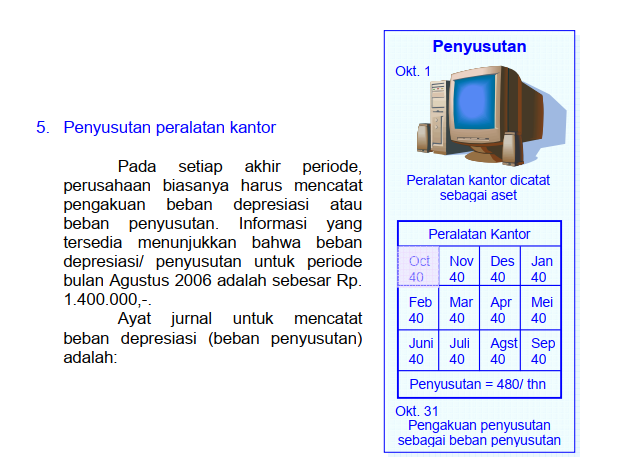 5. Penyusutan peralatan kantor
Pada setiap akhir periode,
perusahaan biasanya harus mencatat
pengakuan beban depresiasi atau
beban penyusutan. Informasi yang
tersedia menunjukkan bahwa beban
depresiasi/ penyusutan untuk periode
bulan Agustus 2006 adalah sebesar Rp.
1.400.000,-.
Ayat jurnal untuk mencatat
beban depresiasi (beban penyusutan)
adalah:
Penyusutan
Okt. 1
Peralatan kantor dicatat
sebagai aset
Peralatan Kantor
Oct Nov Des Jan
40 40 40 40
Feb Mar Apr Mei
40 40 40 40
Juni Juli Agst Sep
40 40 40 40
Penyusutan = 480/ thn
Okt. 31
Pengakuan penyusutan
sebagai beban penyusutan